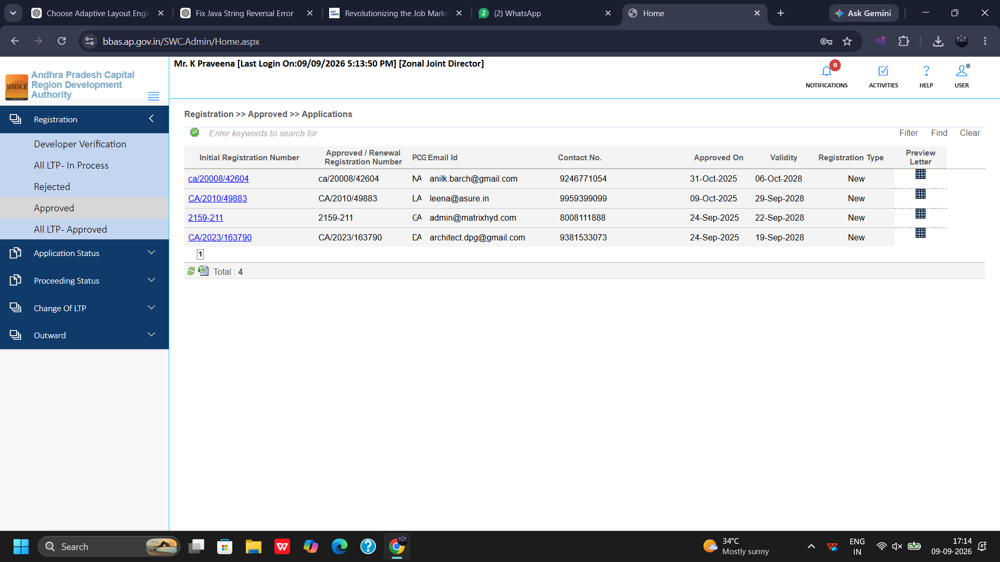 Choose Adaptive Layout Engi
Fix Java String Reversal Error
Revolutionizing the Job Marke
2
(2) WhatsApp
Home
Ask Gemini
bbas.ap.gov.in/SWC.Admin/Home.aspx
BIMDCR
Andhra Pradesh Capital
Region Development
Authority
Mr. K Praveena [Last Login On:09/09/2026 5:13:50 PM] [Zonal Joint Director]
0
NOTIFICATIONS
ACTIVITIES
HELP
USER
Registration
Developer Verification
All LTP- In Process
Rejected
Approved
All LTP- Approved
Application Status
Proceeding Status
Change Of LTP
Outward
Registration >> Approved >> Applications
Enter keywords to search for
Filter Find Clear
Initial Registration Number Approved / Renewal Registration Number Email Id Contact No. Approved On Validity Registration Type Preview Letter
ca/20008/42604 ca/20008/42604 anilk.barch@gmail.com 9246771054 31-Oct-2025 06-Oct-2028 New
CA/2010/49883 CA/2010/49883 LA leena@asure.in 9959399099 09-Oct-2025 29-Sep-2028 New
2159-211 2159-211 admin@matrixhyd.com 8008111888 24-Sep-2025 22-Sep-2028 New
CA/2023/163790 CA/2023/163790 architect.dpg@gmail.com 9381533073 24-Sep-2025 19-Sep-2028 New
1
Total : 4
Search
34°C
Mostly sunny
ENG
IN
17:14
09-09-2026